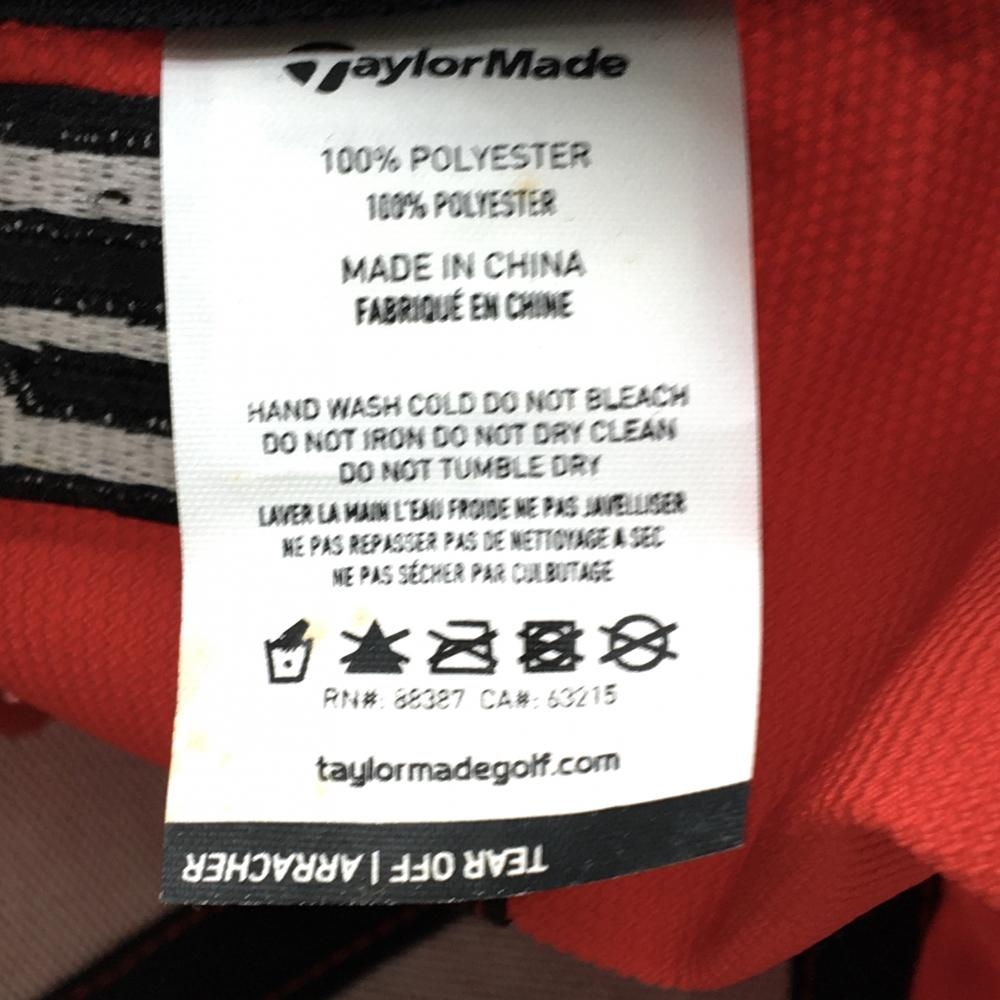 TaylorMade
100% POLYESTER
100% POLYESTER
MADE IN CHINA
FABRIQUÉ EN CHINE
HAND WASH COLD DO NOT BLEACH
DO NOT IRON DO NOT DRY CLEAN
DO NOT TUMBLE DRY
LAVER LA MAIN L'EAU FROIDE NE PAS JAVELLISER
NE PAS REPASSER PAS DE NETTOYAGE A SEC
NE PAS SÉCHER PAR CULBUTAGE
RN#: 88387 CA#: 63215
taylormadegolf.com
TEAR OFF | ARRACHER